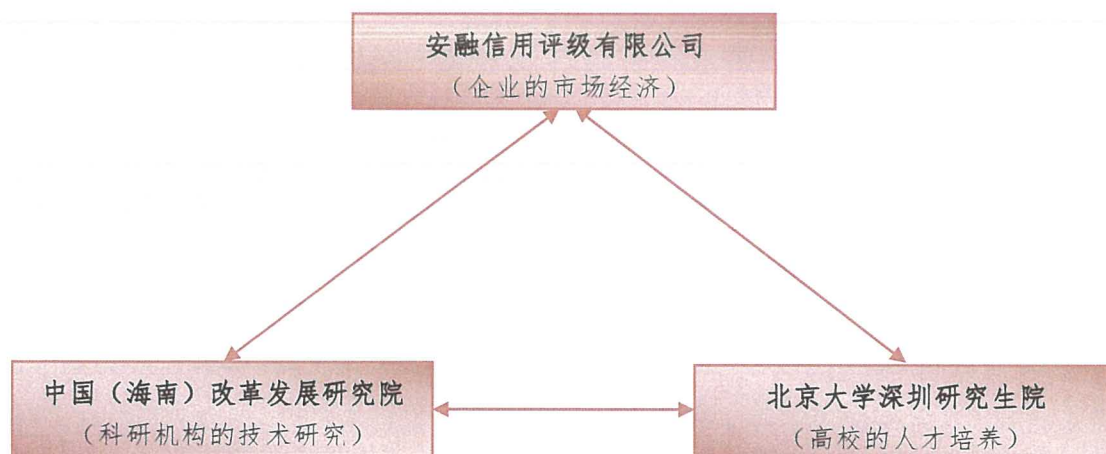 安融信用评级有限公司
（企业的市场经济）
中国（海南）改革发展研究院
（科研机构的技术研究）
北京大学深圳研究生院
（高校的人才培养）